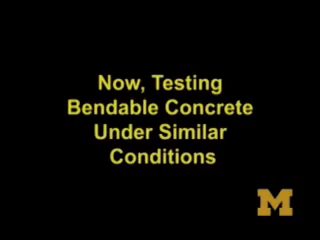 Now, Testing
Bendable Concrete
Under Similar
Conditions
M